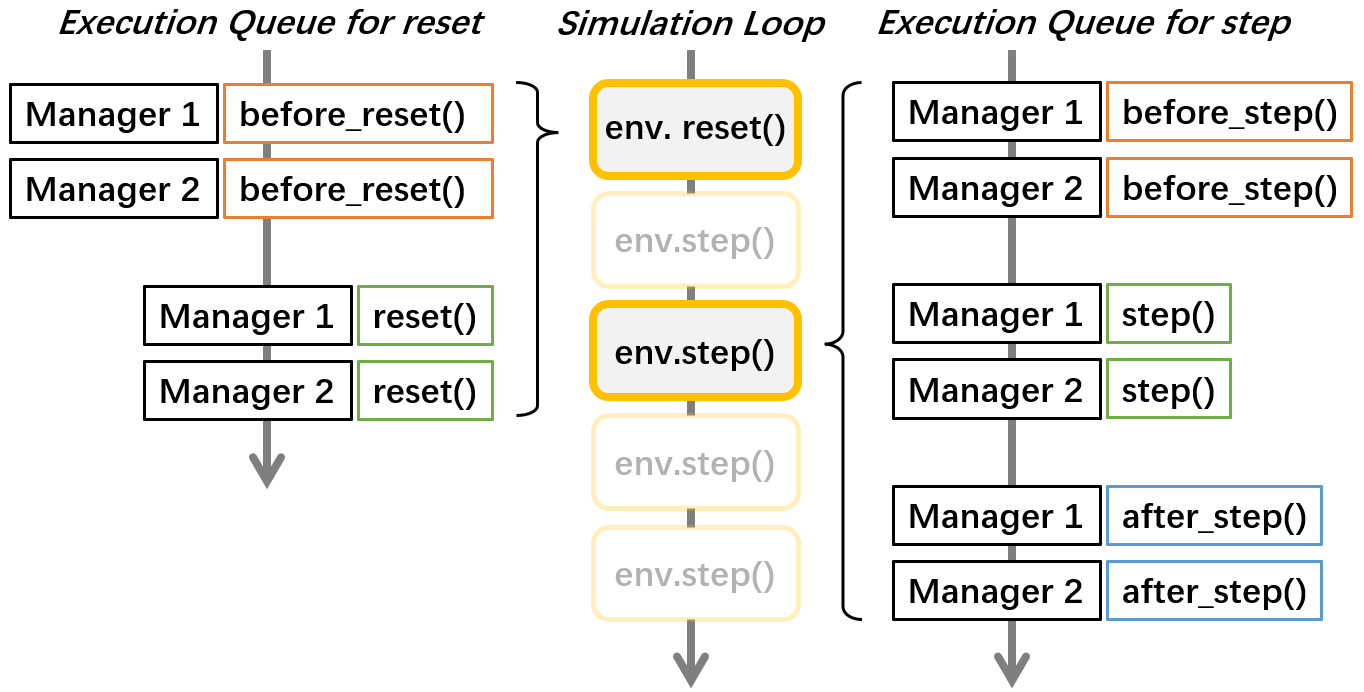 Execution Queue for reset
Manager 1 before_reset()
Manager 2 before_reset()
Manager 1 reset()
Manager 2 reset()
Simulation Loop
env. reset()
env.step()
env.step()
env.step()
env.step()
Execution Queue for step
Manager 1 before_step()
Manager 2 before_step()
Manager 1 step()
Manager 2 step()
Manager 1 after_step()
Manager 2 after_step()